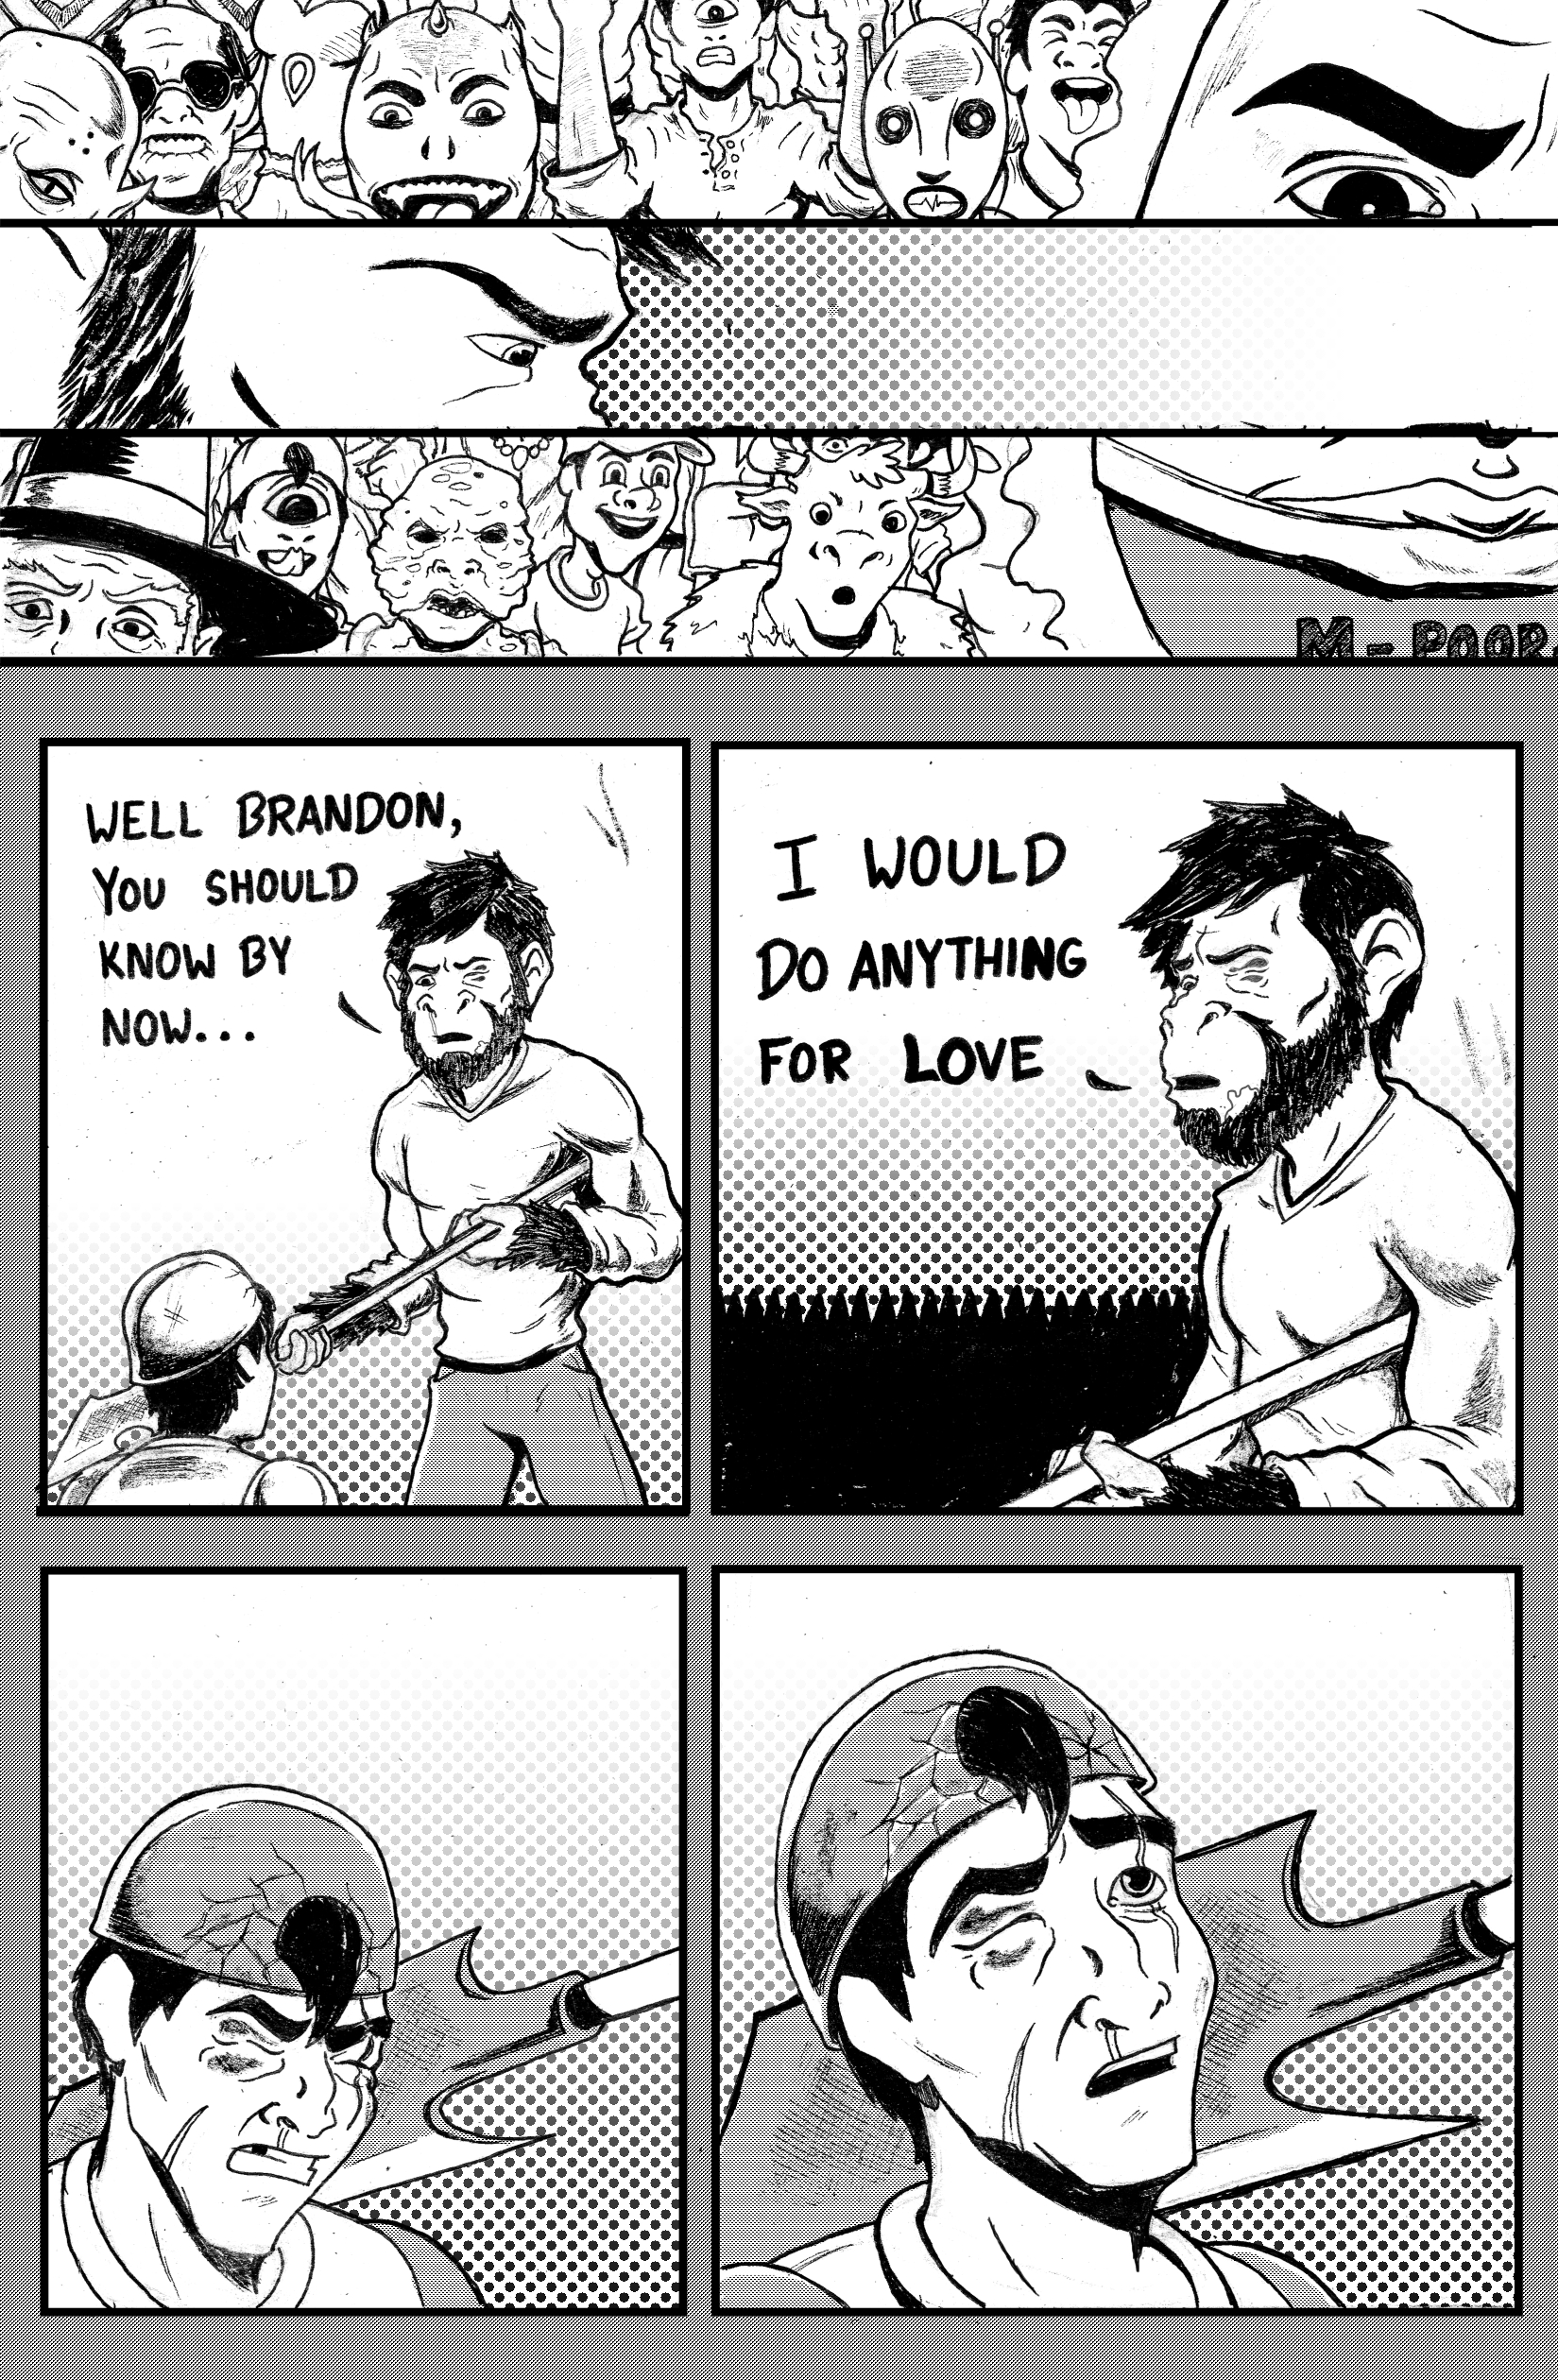 M-POOR
WELL BRANDON,
YOU SHOULD
KNOW BY
NOW...
I WOULD
DO ANYTHING
FOR LOVE